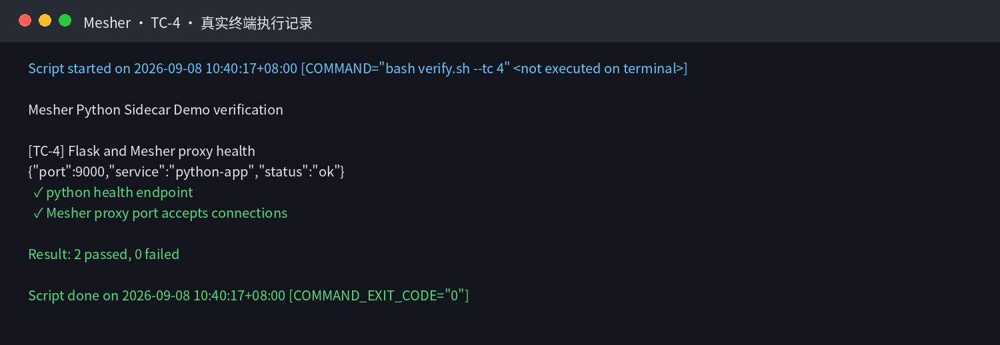 Mesher · TC-4 · 真实终端执行记录
Script started on 2026-09-08 10:40:17+08:00 [COMMAND="bash verify.sh --tc 4" <not executed on terminal>]
Mesher Python Sidecar Demo verification
[TC-4] Flask and Mesher proxy health
{"port":9000,"service":"python-app","status":"ok"}
✓ python health endpoint
✓ Mesher proxy port accepts connections
Result: 2 passed, 0 failed
Script done on 2026-09-08 10:40:17+08:00 [COMMAND_EXIT_CODE="0"]